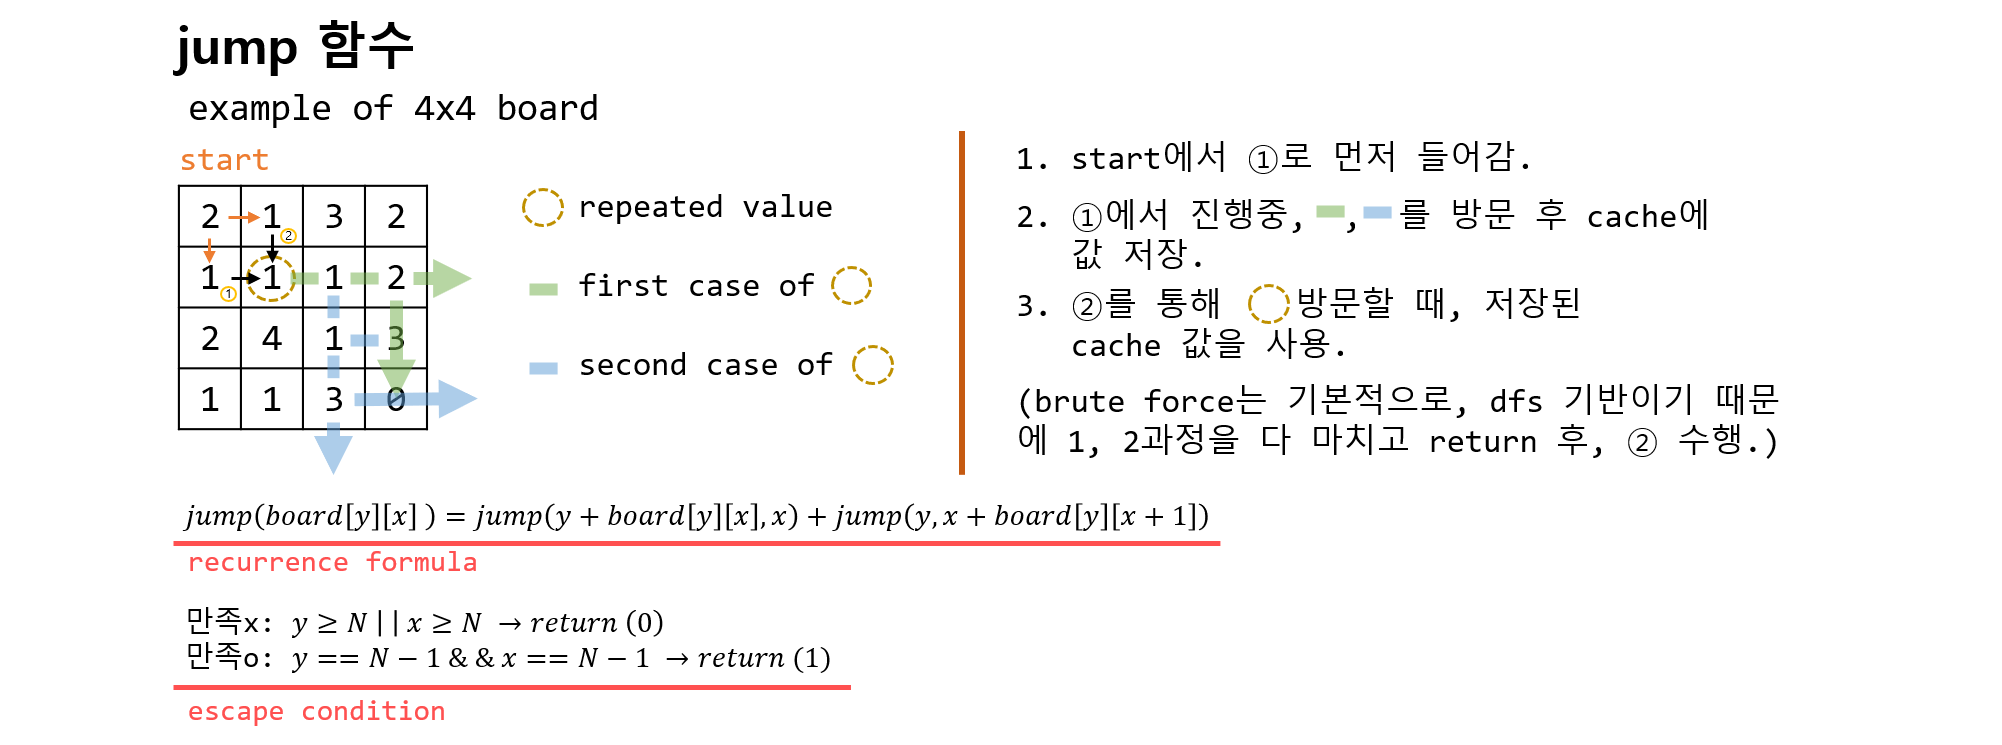 jump 함수
example of 4x4 board
start
2 1 3 2
②
1 1 1 2
①
2 4 1 3
1 1 3 0
repeated value
first case of
second case of
1. start에서 ①로 먼저 들어감.
2. ①에서 진행중, , 를 방문 후 cache에
값 저장.
3. ②를 통해 방문할 때, 저장된
cache 값을 사용.
(brute force는 기본적으로, dfs 기반이기 때문
에 1, 2과정을 다 마치고 return 후, ② 수행.)
jump(board[y][x] ) = jump(y + board[y][x], x) + jump(y, x + board[y][x + 1])
recurrence formula
만족x: y ≥ N || x ≥ N → return (0)
만족o: y == N − 1 & & x == N − 1 → return (1)
escape condition